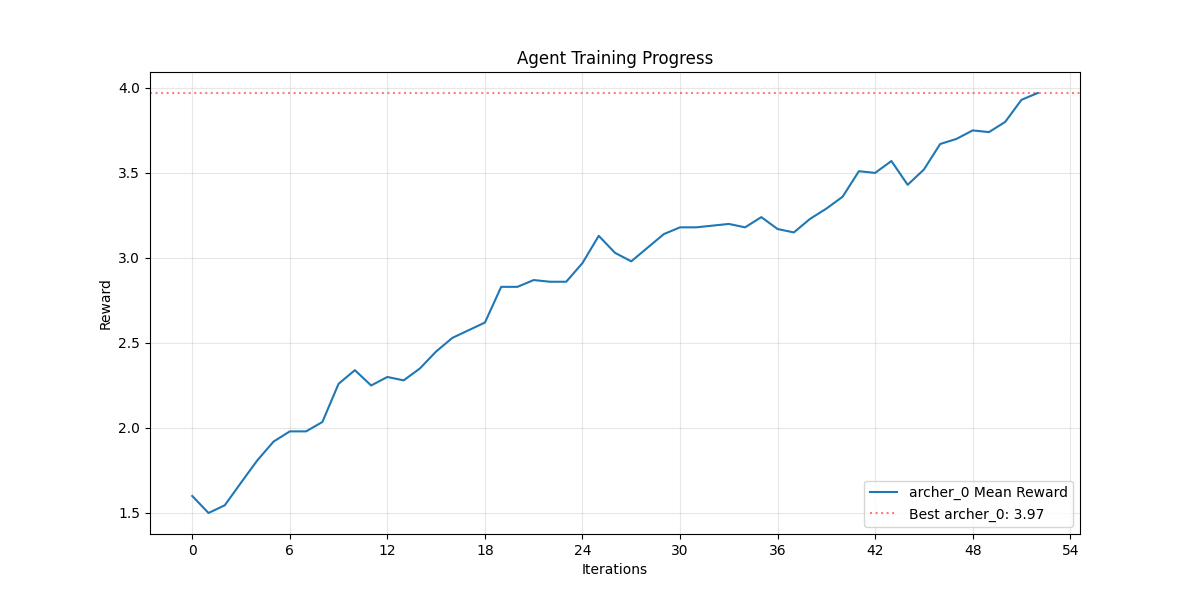 Agent Training Progress
4.0
3.5
3.0
2.5
2.0
1.5
Reward
0 6 12 18 24 30 36 42 48 54
Iterations
archer_0 Mean Reward
Best archer_0: 3.97